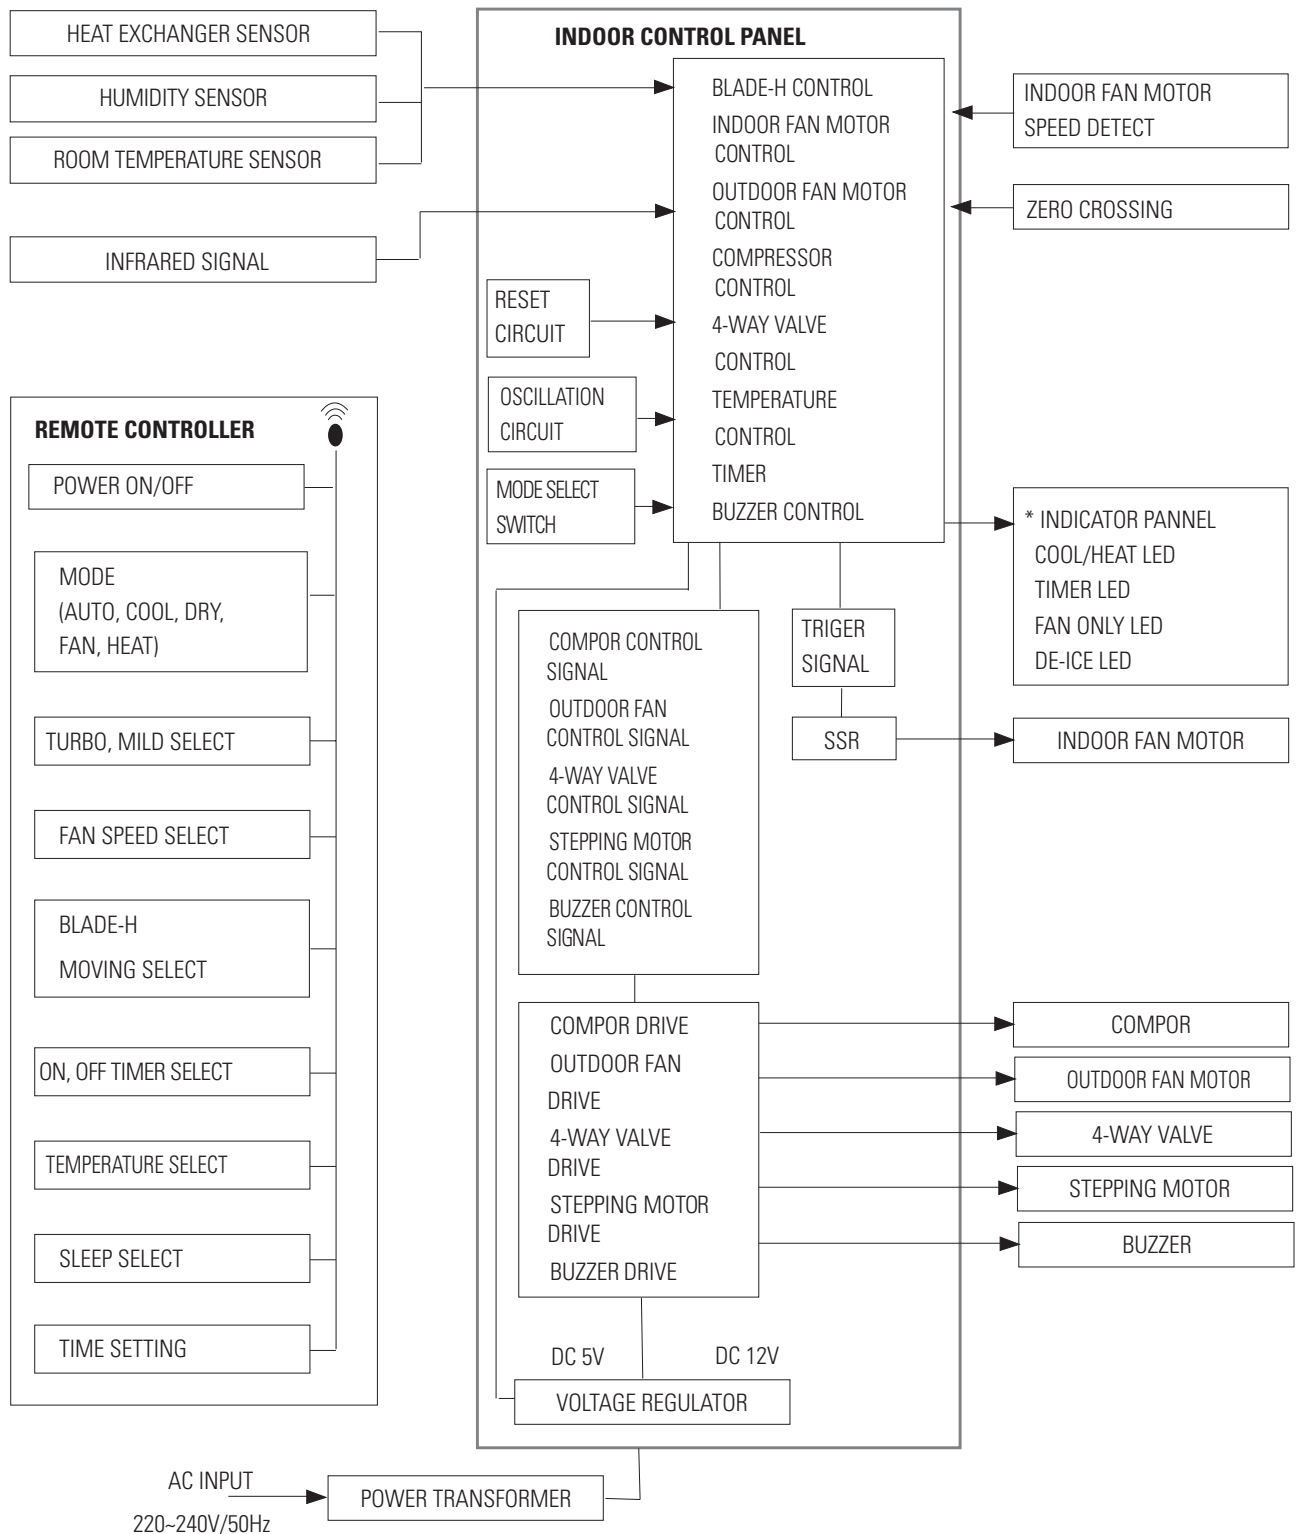 HEAT EXCHANGER SENSOR
HUMIDITY SENSOR
ROOM TEMPERATURE SENSOR
INFRARED SIGNAL
REMOTE CONTROLLER
POWER ON/OFF
MODE
(AUTO, COOL, DRY,
FAN, HEAT)
TURBO, MILD SELECT
FAN SPEED SELECT
BLADE-H
MOVING SELECT
ON, OFF TIMER SELECT
TEMPERATURE SELECT
SLEEP SELECT
TIME SETTING
INDOOR CONTROL PANEL
BLADE-H CONTROL
INDOOR FAN MOTOR
CONTROL
OUTDOOR FAN MOTOR
CONTROL
COMPRESSOR
CONTROL
4-WAY VALVE
CONTROL
TEMPERATURE
CONTROL
TIMER
BUZZER CONTROL
RESET
CIRCUIT
OSCILLATION
CIRCUIT
MODE SELECT
SWITCH
COMPOR CONTROL
SIGNAL
OUTDOOR FAN
CONTROL SIGNAL
4-WAY VALVE
CONTROL SIGNAL
STEPPING MOTOR
CONTROL SIGNAL
BUZZER CONTROL
SIGNAL
TRIGER
SIGNAL
SSR
COMPOR DRIVE
OUTDOOR FAN
DRIVE
4-WAY VALVE
DRIVE
STEPPING MOTOR
DRIVE
BUZZER DRIVE
DC 5V
DC 12V
VOLTAGE REGULATOR
INDOOR FAN MOTOR
SPEED DETECT
ZERO CROSSING
* INDICATOR PANNEL
COOL/HEAT LED
TIMER LED
FAN ONLY LED
DE-ICE LED
INDOOR FAN MOTOR
COMPOR
OUTDOOR FAN MOTOR
4-WAY VALVE
STEPPING MOTOR
BUZZER
AC INPUT
220~240V/50Hz
POWER TRANSFORMER